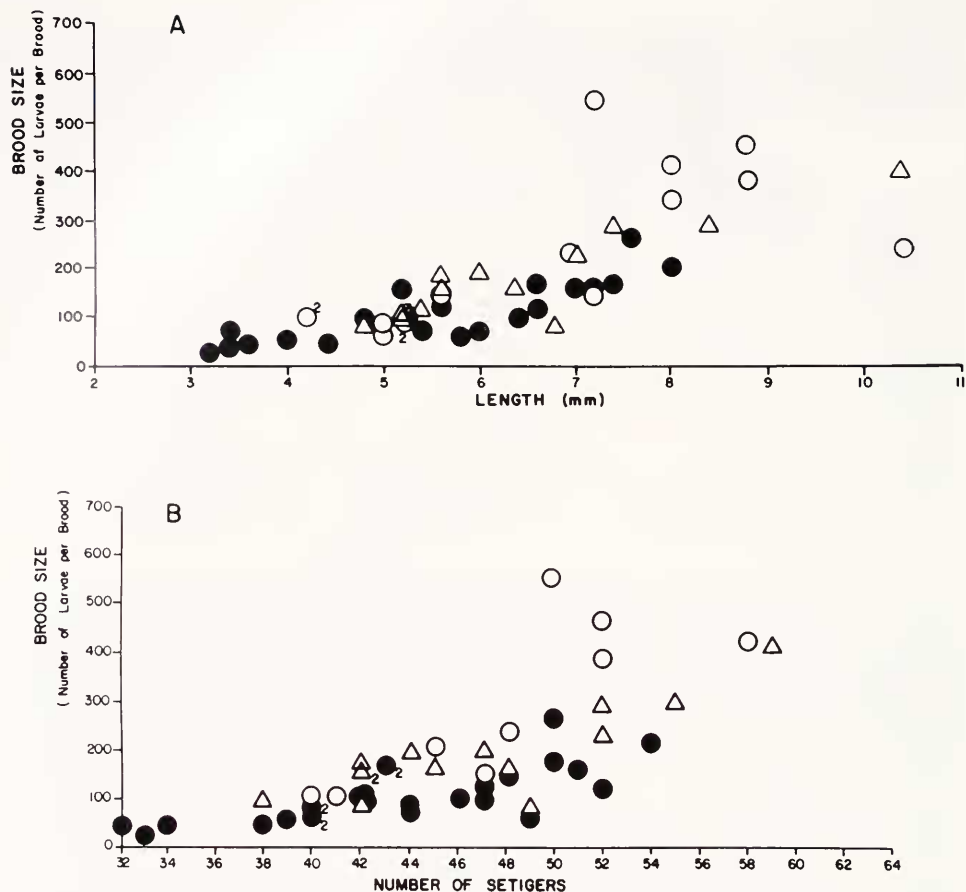 A
BROOD SIZE
(Number of Larvae per Brood)
700
600
500
400
300
200
100
0
2
2
2 3 4 5 6 7 8 9 10 11
LENGTH (mm)
B
BROOD SIZE
(Number of Larvae per Brood)
700
600
500
400
300
200
100
0
2
2
2
2
32 34 36 38 40 42 44 46 48 50 52 54 56 58 60 62 64
NUMBER OF SETIGERS